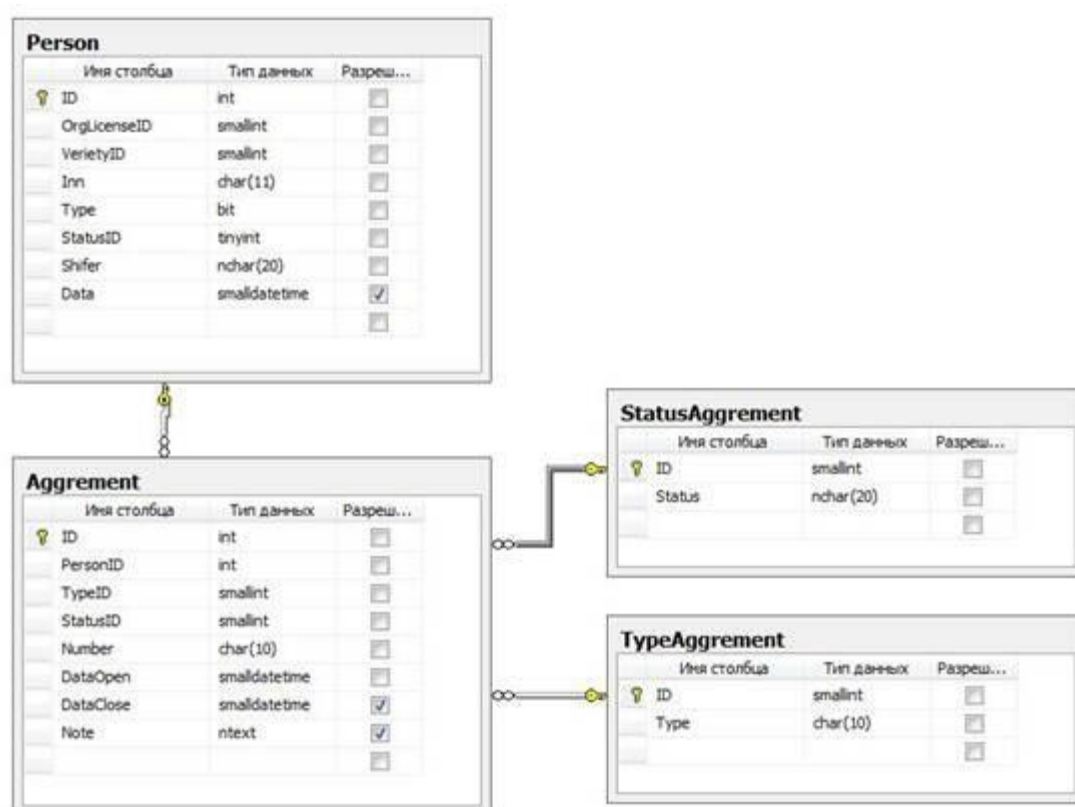 Person
Имя столбца Тип данных Разреш...
ID int
OrgLicenseID smallint
VerietyID smallint
Inn char(11)
Type bit
StatusID tinyint
Shifer nchar(20)
Data smalldatetime
Aggrement
Имя столбца Тип данных Разреш...
ID int
PersonID int
TypeID smallint
StatusID smallint
Number char(10)
DataOpen smalldatetime
DataClose smalldatetime
Note ntext
StatusAggrement
Имя столбца Тип данных Разреш...
ID smallint
Status nchar(20)
TypeAggrement
Имя столбца Тип данных Разреш...
ID smallint
Type char(10)